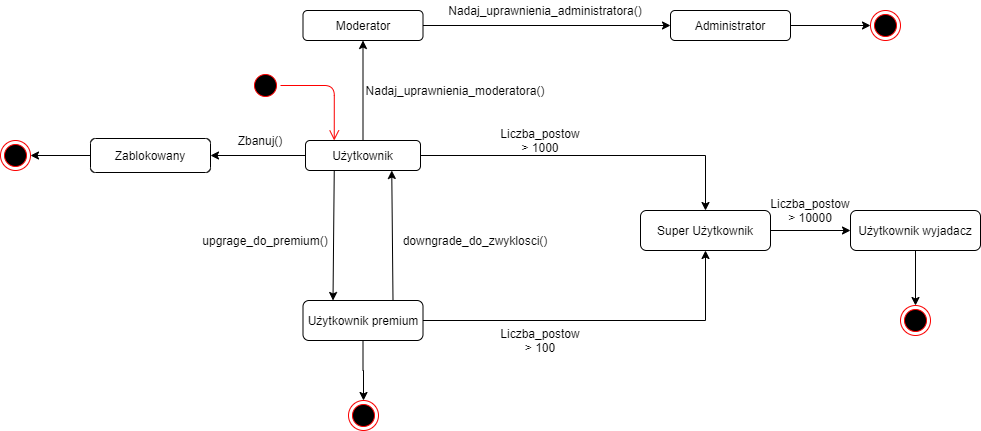 Nadaj_uprawnienia_administratora()
Moderator
Administrator
Nadaj_uprawnienia_moderatora()
Zbanuj()
Liczba_postow
> 1000
Zablokowany
Użytkownik
Liczba_postow
> 10000
upgrage_do_premium()
downgrade_do_zwyklosci()
Super Użytkownik
Użytkownik wyjadacz
Użytkownik premium
Liczba_postow
> 100